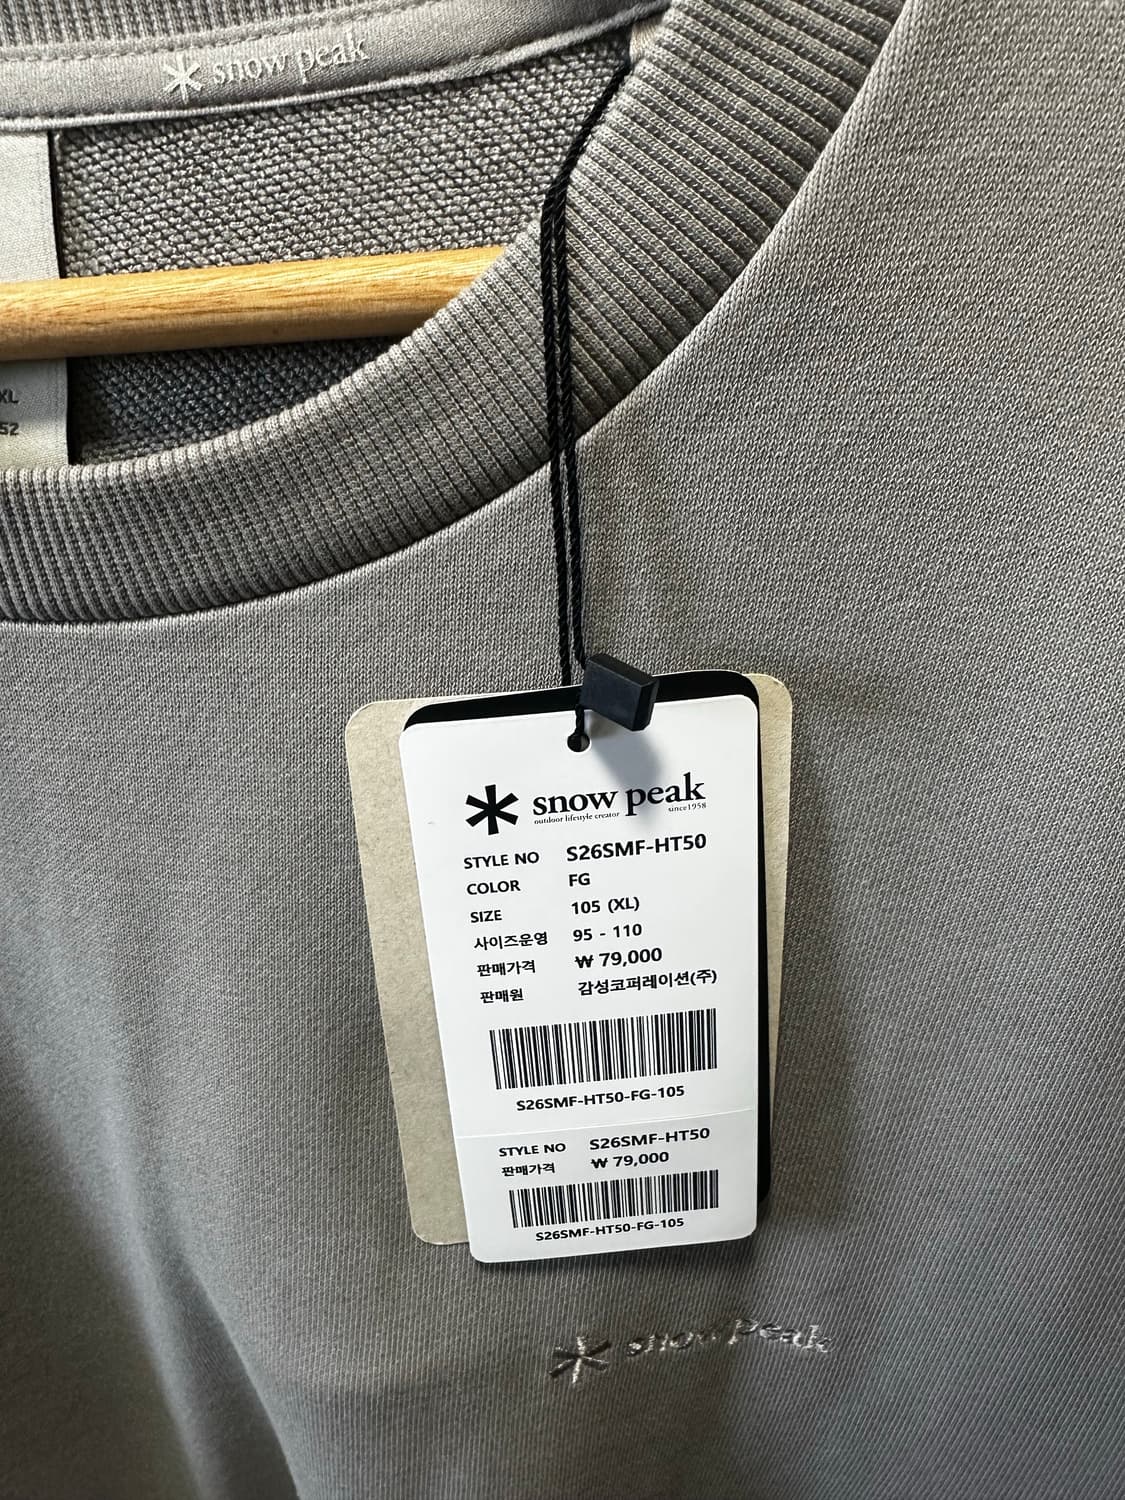 snow peak
XL
52
snow peak
outdoor lifestyle creator since1958
STYLE NO S26SMF-HT50
COLOR FG
SIZE 105 (XL)
사이즈운영 95 - 110
판매가격 ₩ 79,000
판매원 감성코퍼레이션(주)
S26SMF-HT50-FG-105
STYLE NO S26SMF-HT50
판매가격 ₩ 79,000
S26SMF-HT50-FG-105
snow peak